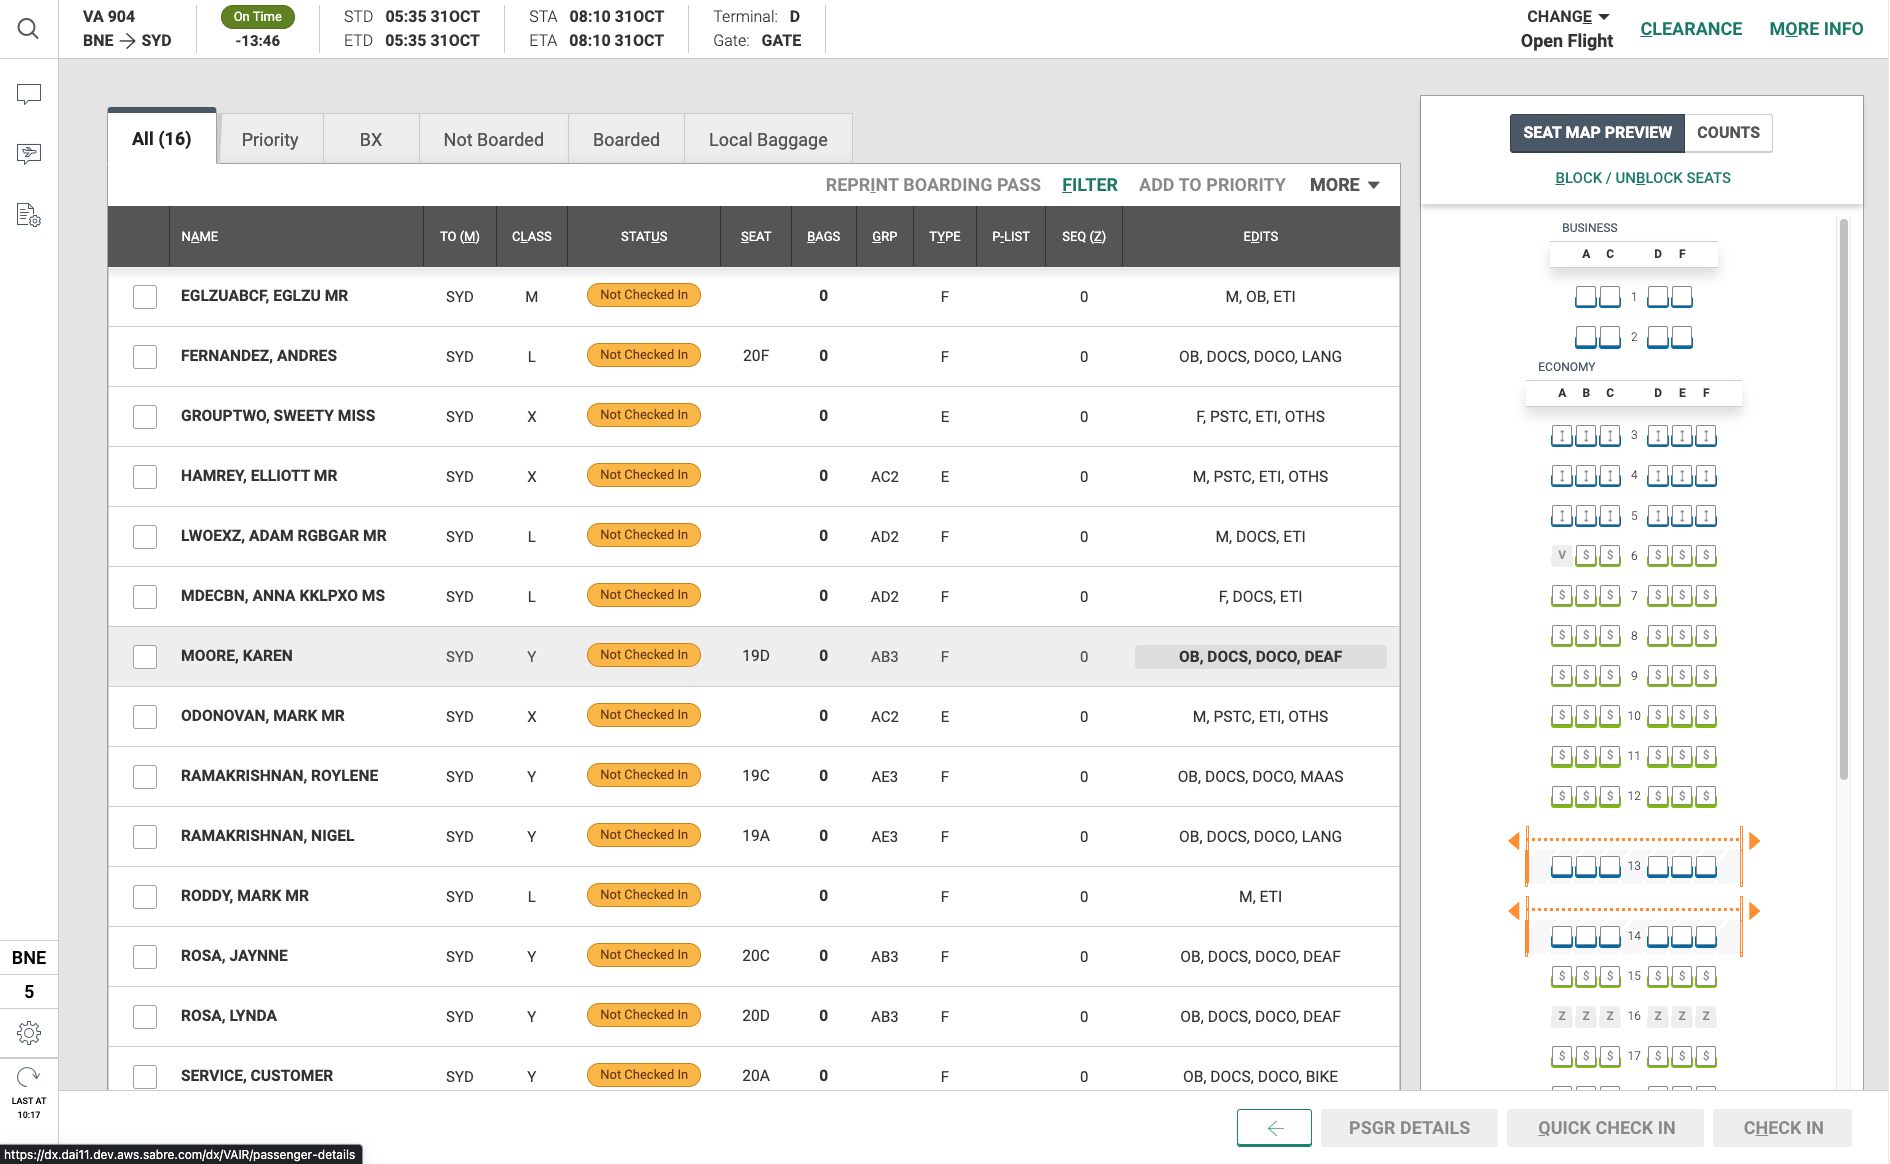 VA 904
BNE → SYD
On Time
-13:46
STD 05:35 31OCT
ETD 05:35 31OCT
STA 08:10 31OCT
ETA 08:10 31OCT
Terminal: D
Gate: GATE
CHANGE
Open Flight
CLEARANCE
MORE INFO
All (16)
Priority
BX
Not Boarded
Boarded
Local Baggage
REPRINT BOARDING PASS
FILTER
ADD TO PRIORITY
MORE
NAME TO (M) CLASS STATUS SEAT BAGS GRP TYPE P-LIST SEQ (Z) EDITS
EGLZUABCF, EGLZU MR SYD M Not Checked In 0 F 0 M, OB, ETI
FERNANDEZ, ANDRES SYD L Not Checked In 20F 0 F 0 OB, DOCS, DOCO, LANG
GROUPTWO, SWEETY MISS SYD X Not Checked In 0 E 0 F, PSTC, ETI, OTHS
HAMREY, ELLIOTT MR SYD X Not Checked In 0 AC2 E 0 M, PSTC, ETI, OTHS
LWOEXZ, ADAM RGBGAR MR SYD L Not Checked In 0 AD2 F 0 M, DOCS, ETI
MDECBN, ANNA KKLPXO MS SYD L Not Checked In 0 AD2 F 0 F, DOCS, ETI
MOORE, KAREN SYD Y Not Checked In 19D 0 AB3 F 0 OB, DOCS, DOCO, DEAF
ODONOVAN, MARK MR SYD X Not Checked In 0 AC2 E 0 M, PSTC, ETI, OTHS
RAMAKRISHNAN, ROYLENE SYD Y Not Checked In 19C 0 AE3 F 0 OB, DOCS, DOCO, MAAS
RAMAKRISHNAN, NIGEL SYD Y Not Checked In 19A 0 AE3 F 0 OB, DOCS, DOCO, LANG
RODDY, MARK MR SYD L Not Checked In 0 F 0 M, ETI
ROSA, JAYNNE SYD Y Not Checked In 20C 0 AB3 F 0 OB, DOCS, DOCO, DEAF
ROSA, LYNDA SYD Y Not Checked In 20D 0 AB3 F 0 OB, DOCS, DOCO, DEAF
SERVICE, CUSTOMER SYD Y Not Checked In 20A 0 F 0 OB, DOCS, DOCO, BIKE
SEAT MAP PREVIEW
COUNTS
BLOCK / UNBLOCK SEATS
BUSINESS
A C D F
1
2
ECONOMY
A B C D E F
3
4
5
V $ $ 6 $ $ $
$ $ $ 7 $ $ $
$ $ $ 8 $ $ $
$ $ $ 9 $ $ $
$ $ $ 10 $ $ $
$ $ $ 11 $ $ $
$ $ $ 12 $ $ $
13
14
$ $ $ 15 $ $ $
Z Z Z 16 Z Z Z
$ $ $ 17 $ $ $
BNE
5
LAST AT
10:17
PSGR DETAILS
QUICK CHECK IN
CHECK IN
https://dx.dai11.dev.aws.sabre.com/dx/VAIR/passenger-details